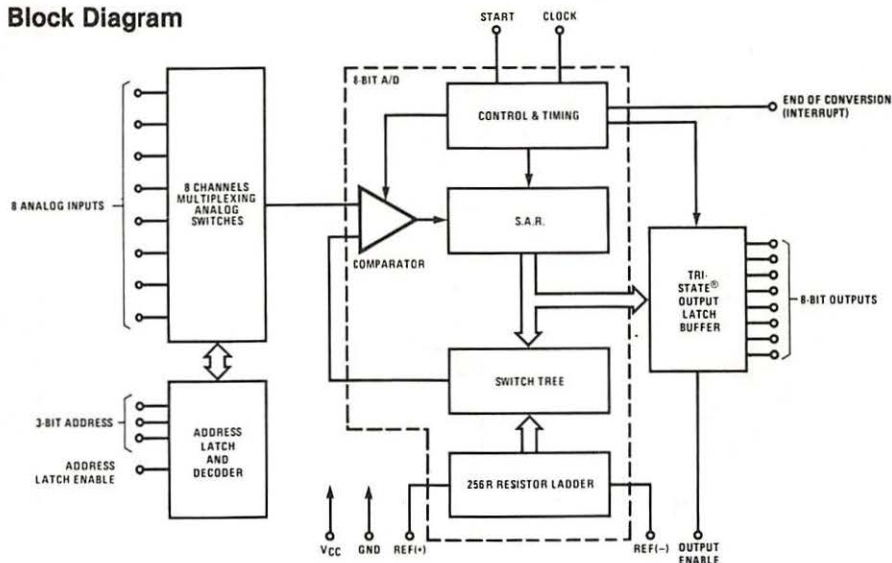 Block Diagram
START
CLOCK
8-BIT A/D
CONTROL & TIMING
END OF CONVERSION
(INTERRUPT)
8 ANALOG INPUTS
8 CHANNELS
MULTIPLEXING
ANALOG
SWITCHES
COMPARATOR
S.A.R.
TRI-
STATE®
OUTPUT
LATCH
BUFFER
8-BIT OUTPUTS
SWITCH TREE
3-BIT ADDRESS
ADDRESS
LATCH ENABLE
ADDRESS
LATCH
AND
DECODER
256R RESISTOR LADDER
VCC
GND
REF(+)
REF(−)
OUTPUT
ENABLE